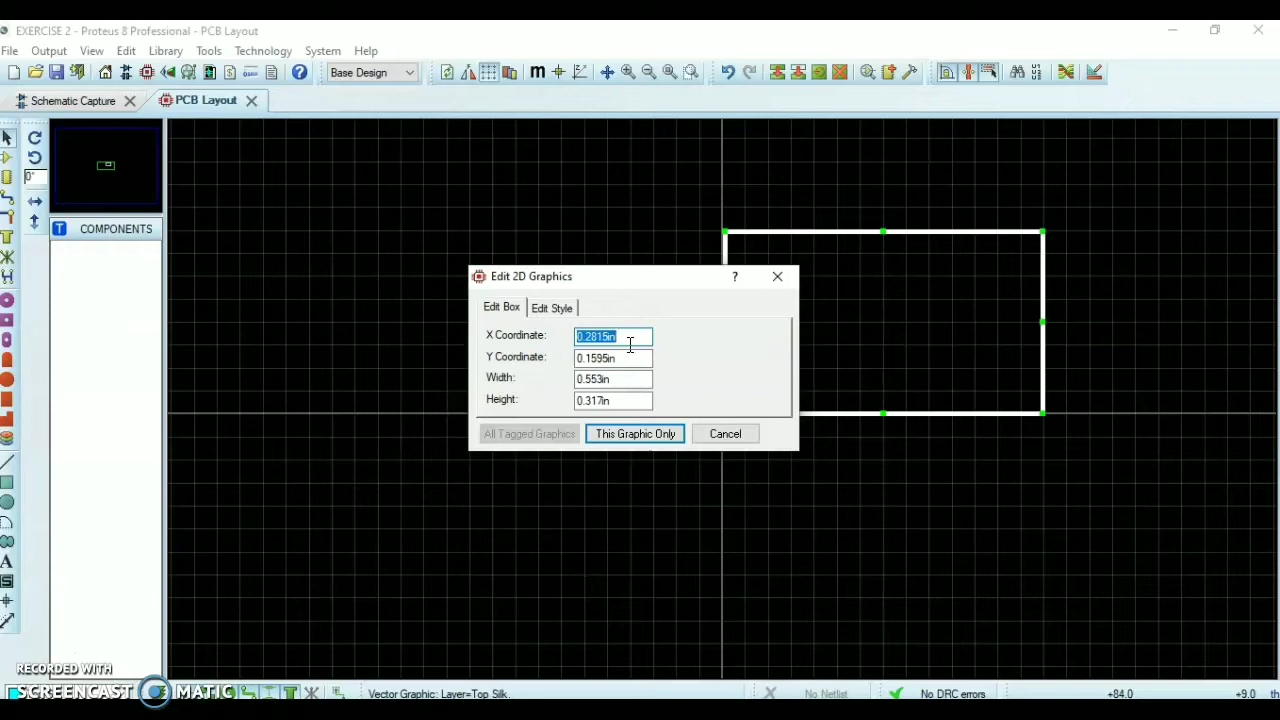 EXERCISE 2 - Proteus 8 Professional - PCB Layout
File Output View Edit Library Tools Technology System Help
Base Design
Schematic Capture PCB Layout
0°
T COMPONENTS
Edit 2D Graphics ?
Edit Box Edit Style
X Coordinate: 0.2815in
Y Coordinate: 0.1595in
Width: 0.553in
Height: 0.317in
All Tagged Graphics This Graphic Only Cancel
RECORDED WITH
SCREENCAST MATIC
Vector Graphic: Layer=Top Silk. No Netlist No DRC errors +84.0 +9.0 th